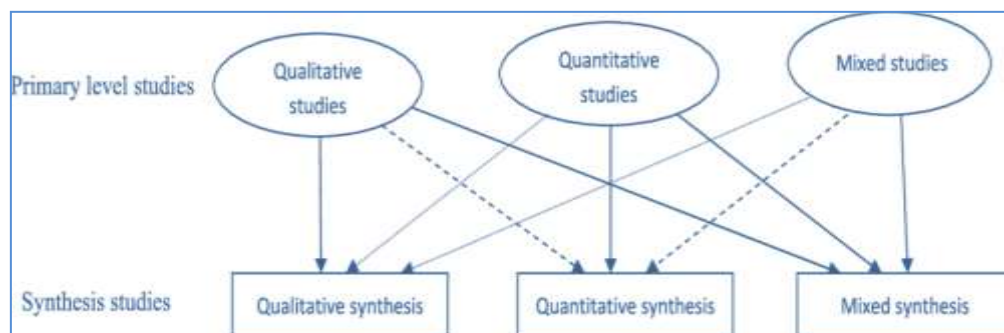 Primary level studies
Qualitative
studies
Quantitative
studies
Mixed studies
Synthesis studies
Qualitative synthesis
Quantitative synthesis
Mixed synthesis